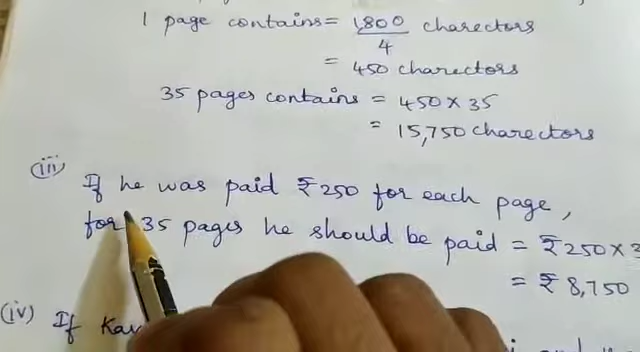 1 page contains = 1800/4 charectors
= 450 charectors
35 pages contains = 450 × 35
= 15,750 charectors
(iii) If he was paid ₹250 for each page,
for 35 pages he should be paid = ₹250×3
= ₹8,750
(iv) If Kav